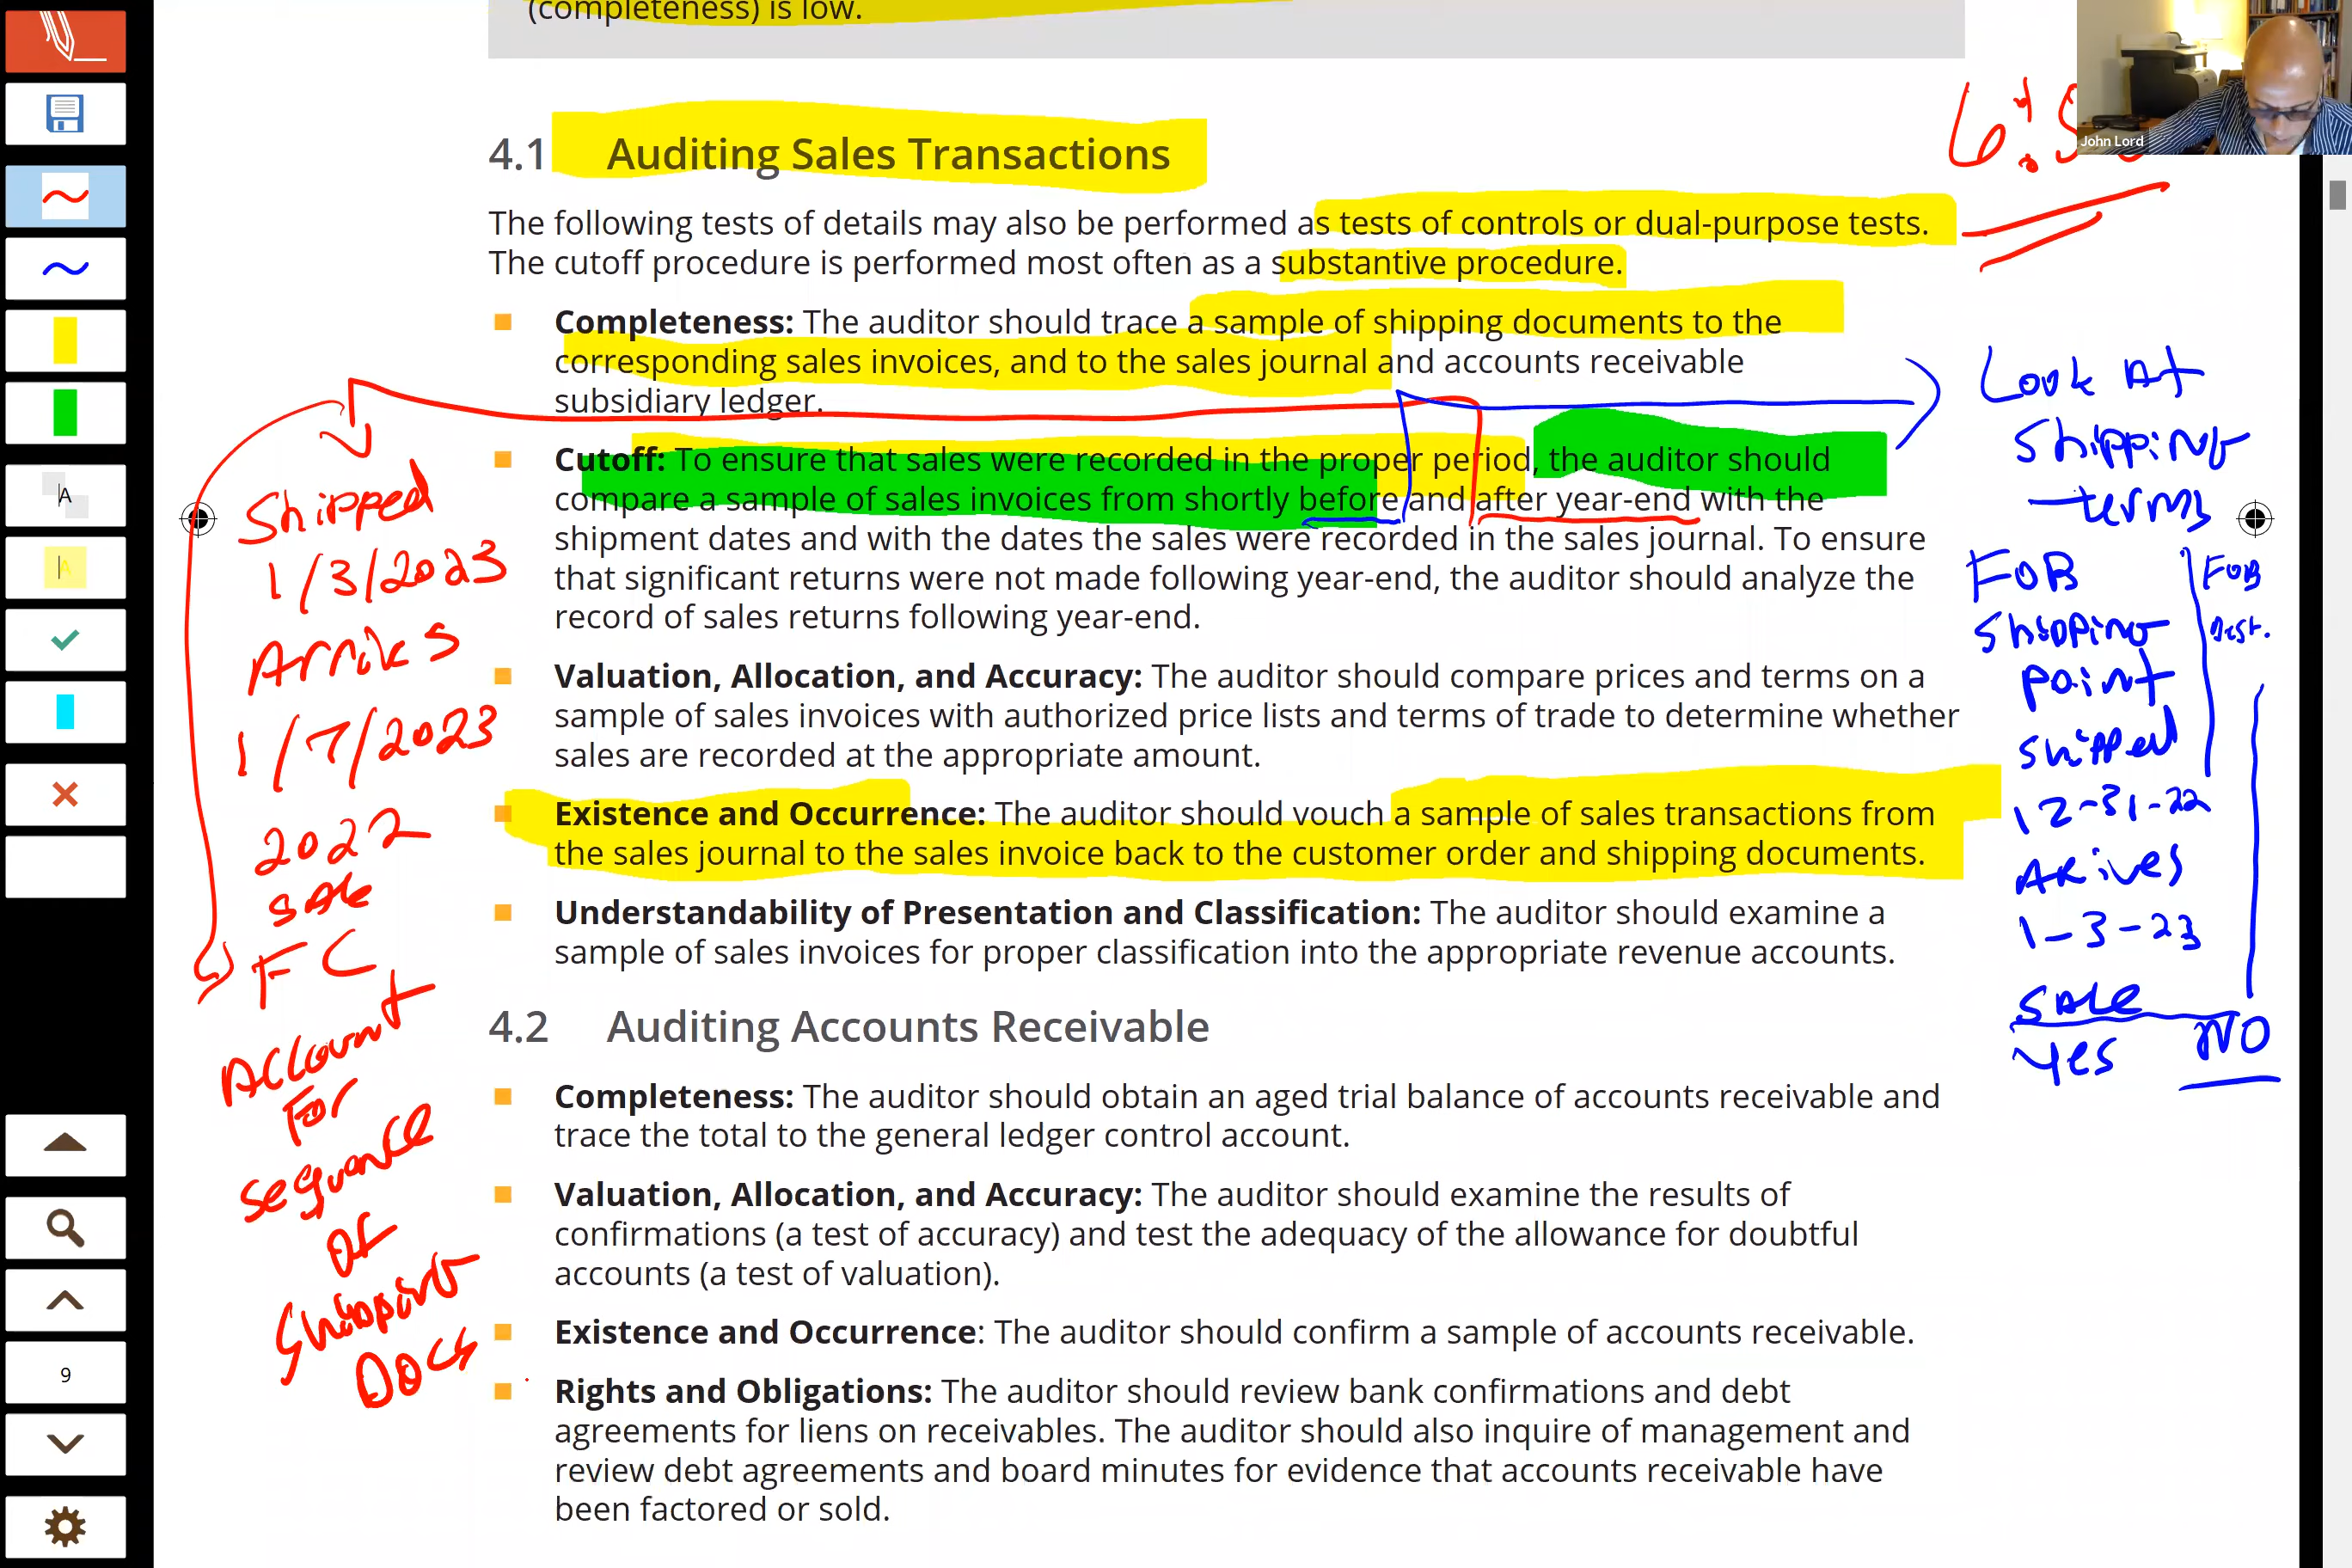 (completeness) is low.
John Lord
4.1 Auditing Sales Transactions
The following tests of details may also be performed as tests of controls or dual-purpose tests.
The cutoff procedure is performed most often as a substantive procedure.
Completeness: The auditor should trace a sample of shipping documents to the
corresponding sales invoices, and to the sales journal and accounts receivable
subsidiary ledger.
Cutoff: To ensure that sales were recorded in the proper period, the auditor should
compare a sample of sales invoices from shortly before and after year-end with the
shipment dates and with the dates the sales were recorded in the sales journal. To ensure
that significant returns were not made following year-end, the auditor should analyze the
record of sales returns following year-end.
Valuation, Allocation, and Accuracy: The auditor should compare prices and terms on a
sample of sales invoices with authorized price lists and terms of trade to determine whether
sales are recorded at the appropriate amount.
Existence and Occurrence: The auditor should vouch a sample of sales transactions from
the sales journal to the sales invoice back to the customer order and shipping documents.
Understandability of Presentation and Classification: The auditor should examine a
sample of sales invoices for proper classification into the appropriate revenue accounts.
4.2 Auditing Accounts Receivable
Completeness: The auditor should obtain an aged trial balance of accounts receivable and
trace the total to the general ledger control account.
Valuation, Allocation, and Accuracy: The auditor should examine the results of
confirmations (a test of accuracy) and test the adequacy of the allowance for doubtful
accounts (a test of valuation).
Existence and Occurrence: The auditor should confirm a sample of accounts receivable.
Rights and Obligations: The auditor should review bank confirmations and debt
agreements for liens on receivables. The auditor should also inquire of management and
review debt agreements and board minutes for evidence that accounts receivable have
been factored or sold.
Shipped
1/3/2023
Arrives
1/7/2023
2022
sale
FC
Account
For
sequence
of
Shipping
Docs
Look At
Shipping
terms
FOB
Shipping
point
shipped
12-31-22
Arives
1-3-23
SALE
Yes
FOB
Dest.
NO
A
A
9